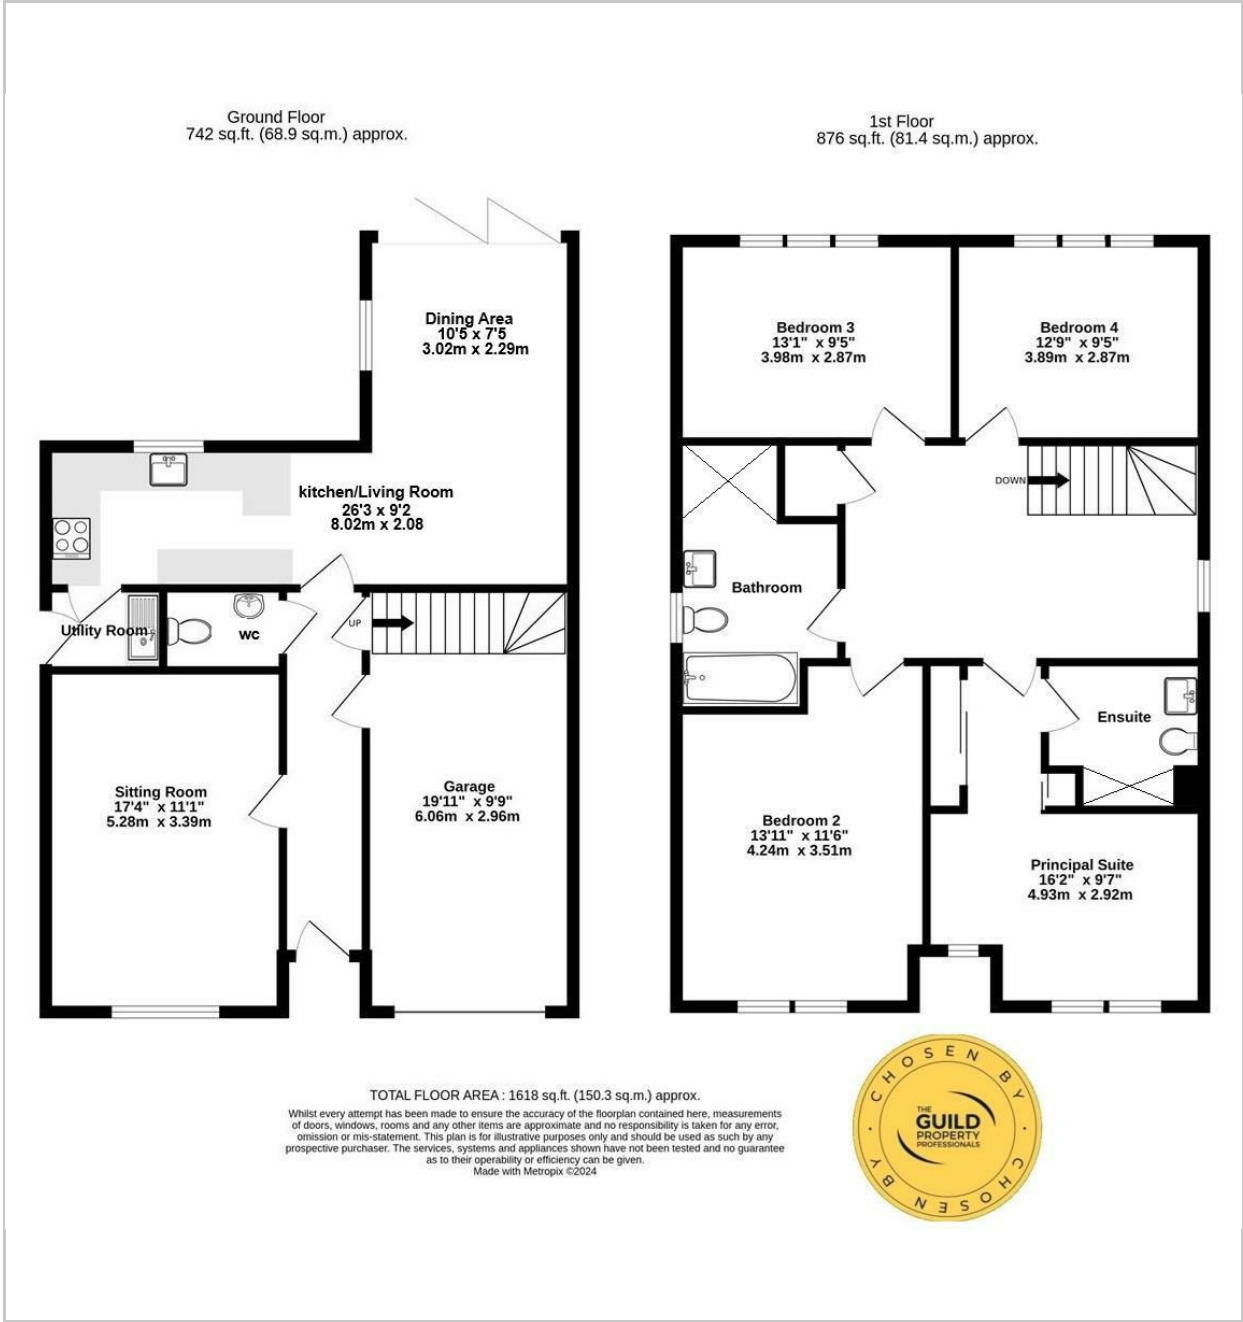 Ground Floor
742 sq.ft. (68.9 sq.m.) approx.
Dining Area
10'5 x 7'5
3.02m x 2.29m
kitchen/Living Room
26'3 x 9'2
8.02m x 2.08
Utility Room
wc
UP
Sitting Room
17'4" x 11'1"
5.28m x 3.39m
Garage
19'11" x 9'9"
6.06m x 2.96m
1st Floor
876 sq.ft. (81.4 sq.m.) approx.
Bedroom 3
13'1" x 9'5"
3.98m x 2.87m
Bedroom 4
12'9" x 9'5"
3.89m x 2.87m
DOWN
Bathroom
Ensuite
Bedroom 2
13'11" x 11'6"
4.24m x 3.51m
Principal Suite
16'2" x 9'7"
4.93m x 2.92m
TOTAL FLOOR AREA : 1618 sq.ft. (150.3 sq.m.) approx.
Whilst every attempt has been made to ensure the accuracy of the floorplan contained here, measurements
of doors, windows, rooms and any other items are approximate and no responsibility is taken for any error,
omission or mis-statement. This plan is for illustrative purposes only and should be used as such by any
prospective purchaser. The services, systems and appliances shown have not been tested and no guarantee
as to their operability or efficiency can be given.
Made with Metropix ©2024
CHOSEN BY
THE
GUILD
PROPERTY
PROFESSIONALS
CHOSEN BY